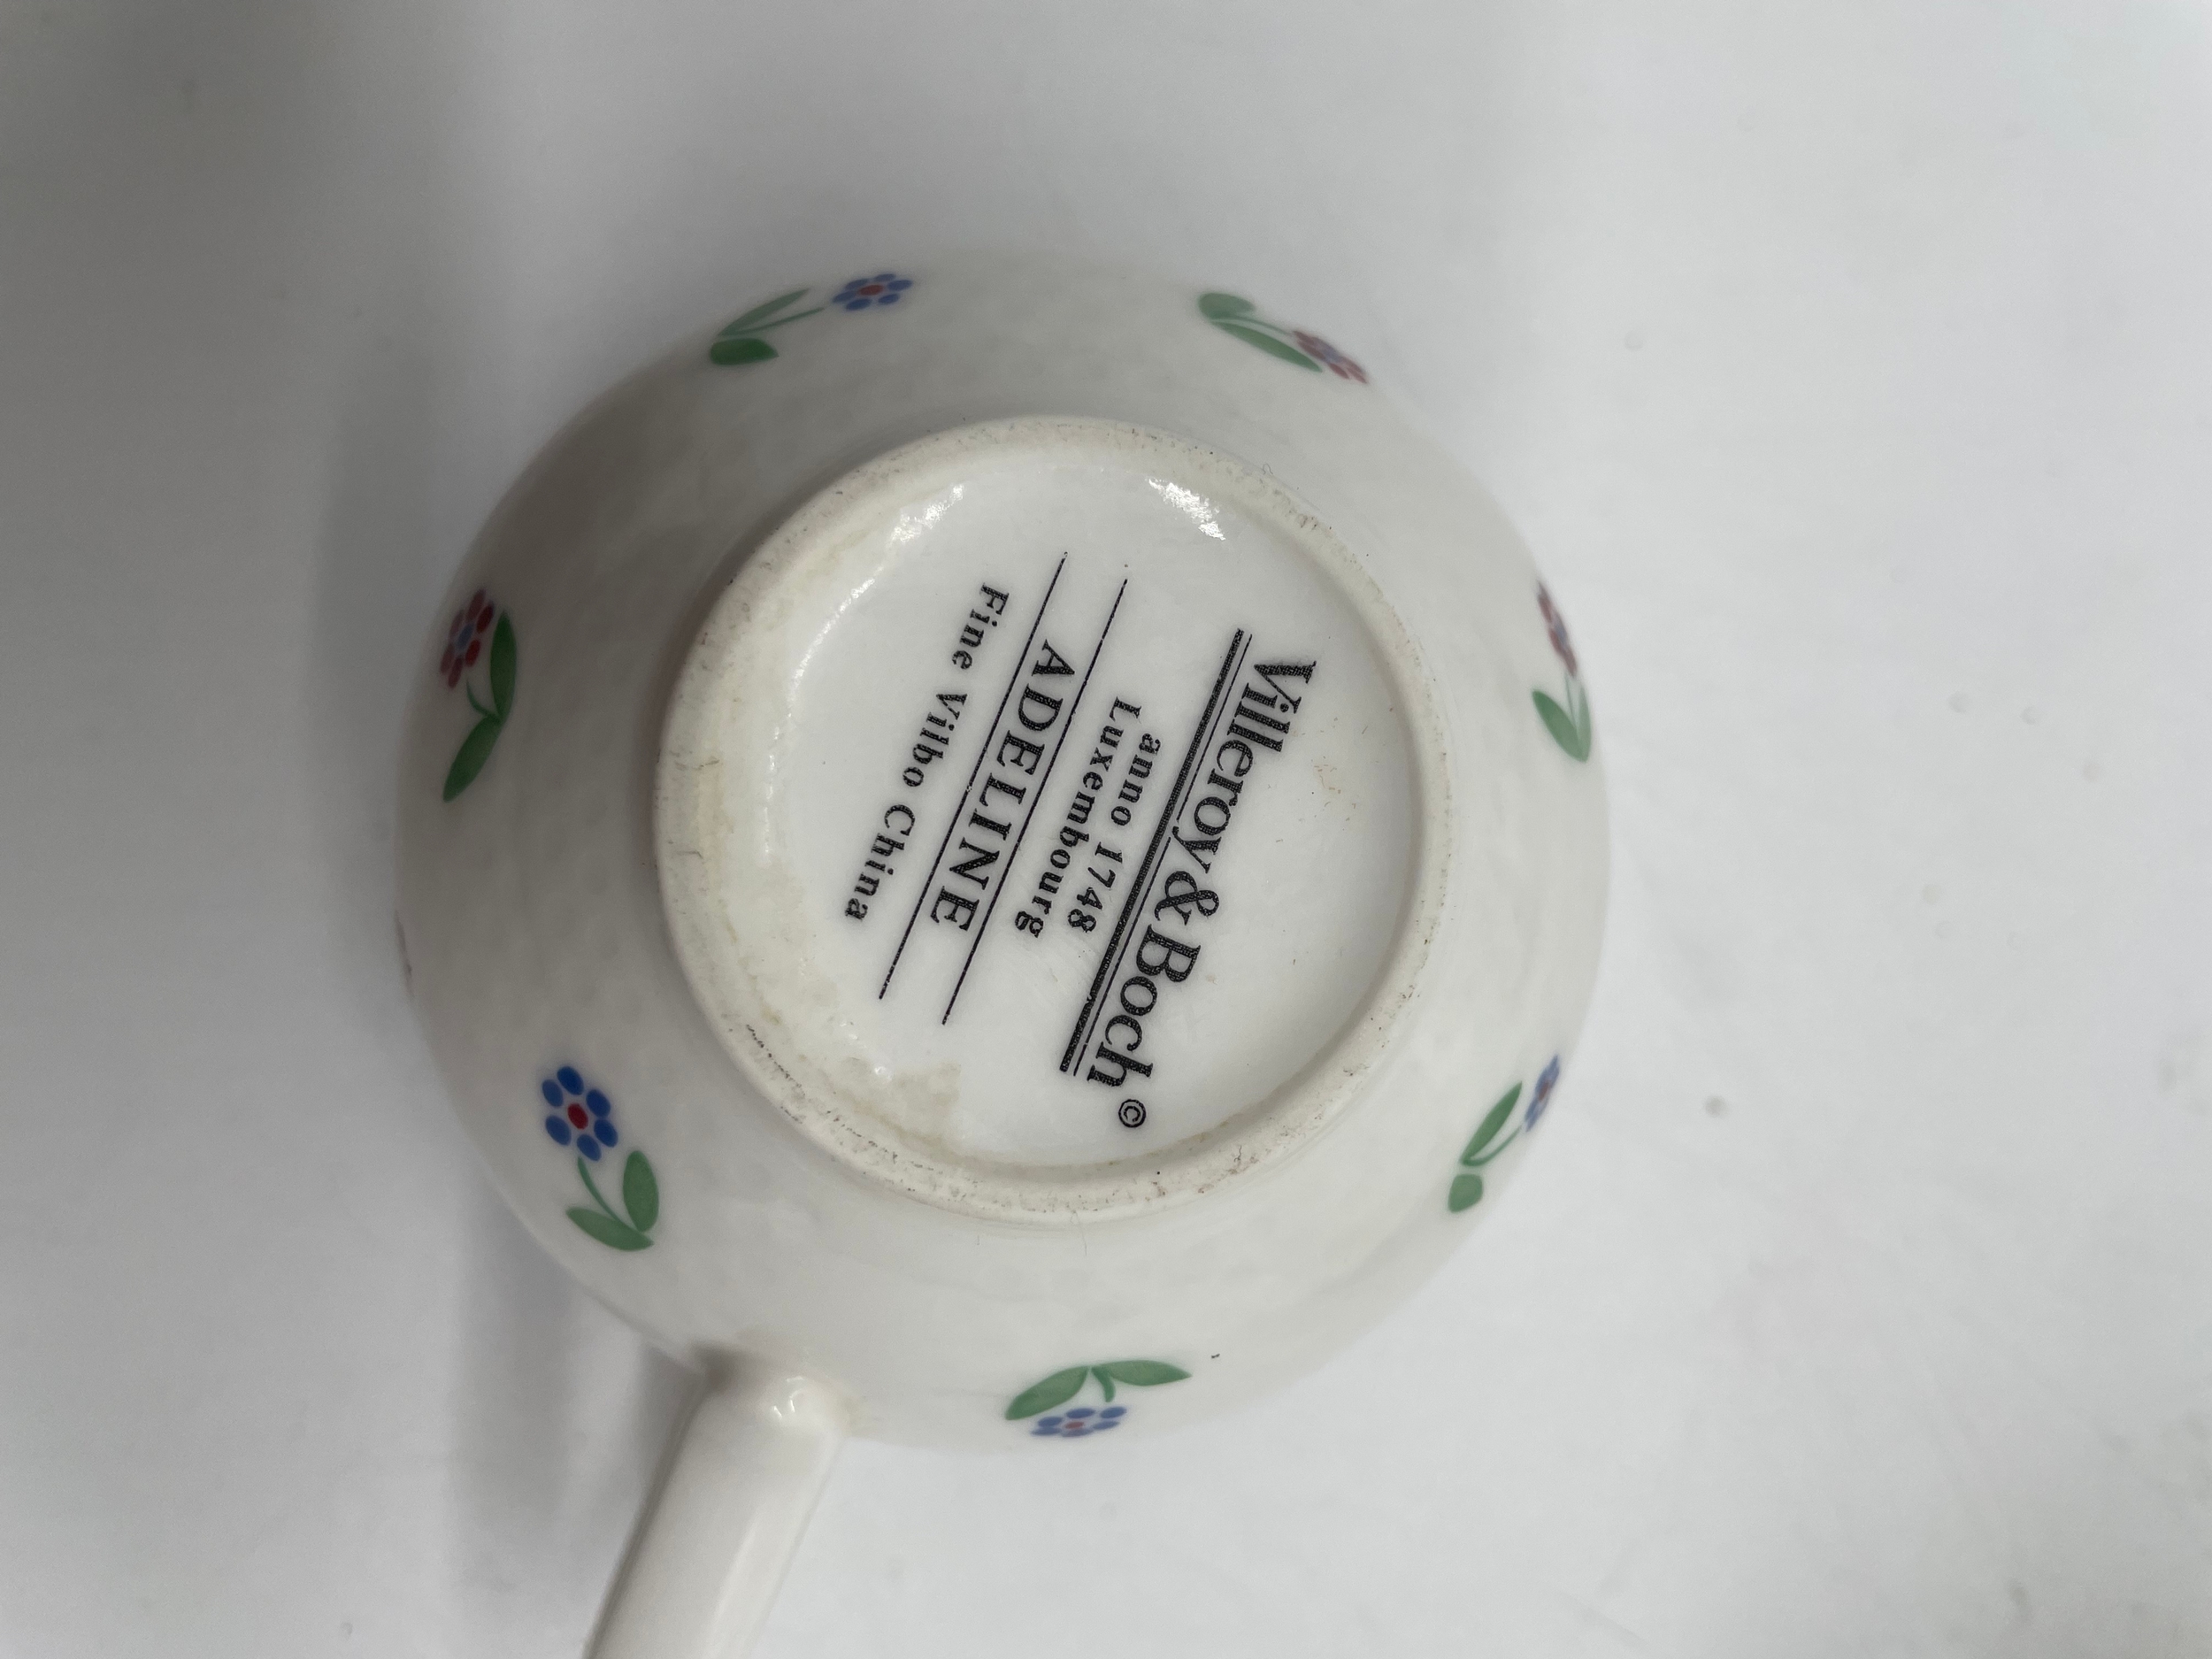 Villeroy & Boch ©
anno 1748
Luxembourg
ADELINE
Fine Vilbo China